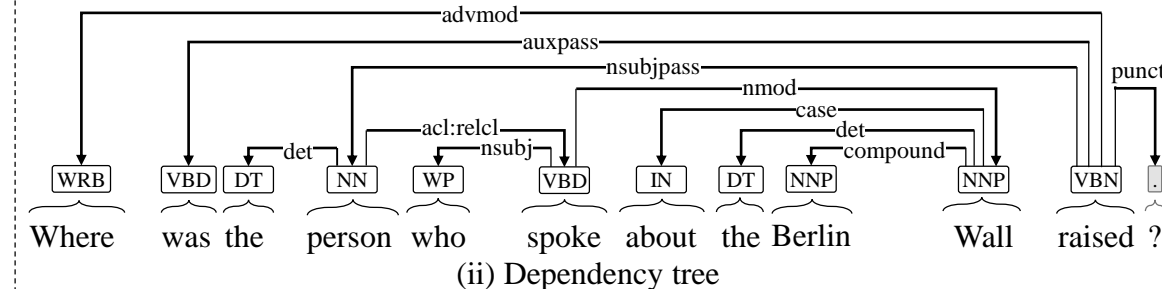 advmod
auxpass
nsubjpass
punct
nmod
case
acl:relcl
det
det
nsubj
compound
WRB VBD DT NN WP VBD IN DT NNP NNP VBN .
Where was the person who spoke about the Berlin Wall raised ?
(ii) Dependency tree